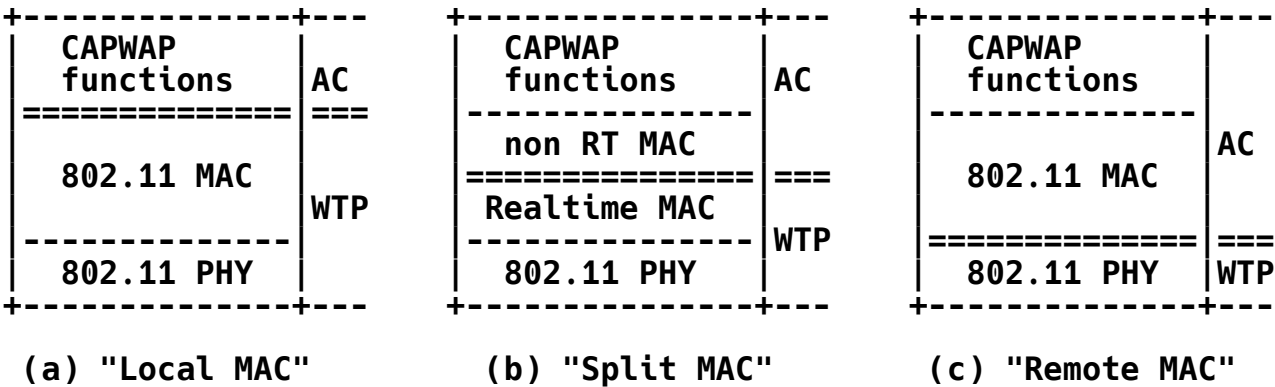 +--------------+--- +---------------+--- +--------------+---
| CAPWAP | | CAPWAP | | CAPWAP |
| functions |AC | functions |AC | functions |
|==============|=== |---------------| |--------------|
| | | non RT MAC | | |AC
| 802.11 MAC | |===============|=== | 802.11 MAC |
| |WTP | Realtime MAC | | |
|--------------| |---------------|WTP |==============|===
| 802.11 PHY | | 802.11 PHY | | 802.11 PHY |WTP
+--------------+--- +---------------+--- +--------------+---
(a) "Local MAC" (b) "Split MAC" (c) "Remote MAC"